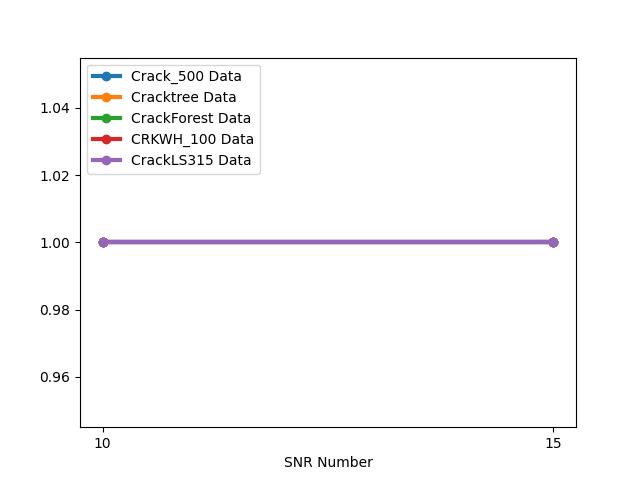 Crack_500 Data
Cracktree Data
CrackForest Data
CRKWH_100 Data
CrackLS315 Data
1.04
1.02
1.00
0.98
0.96
10
15
SNR Number